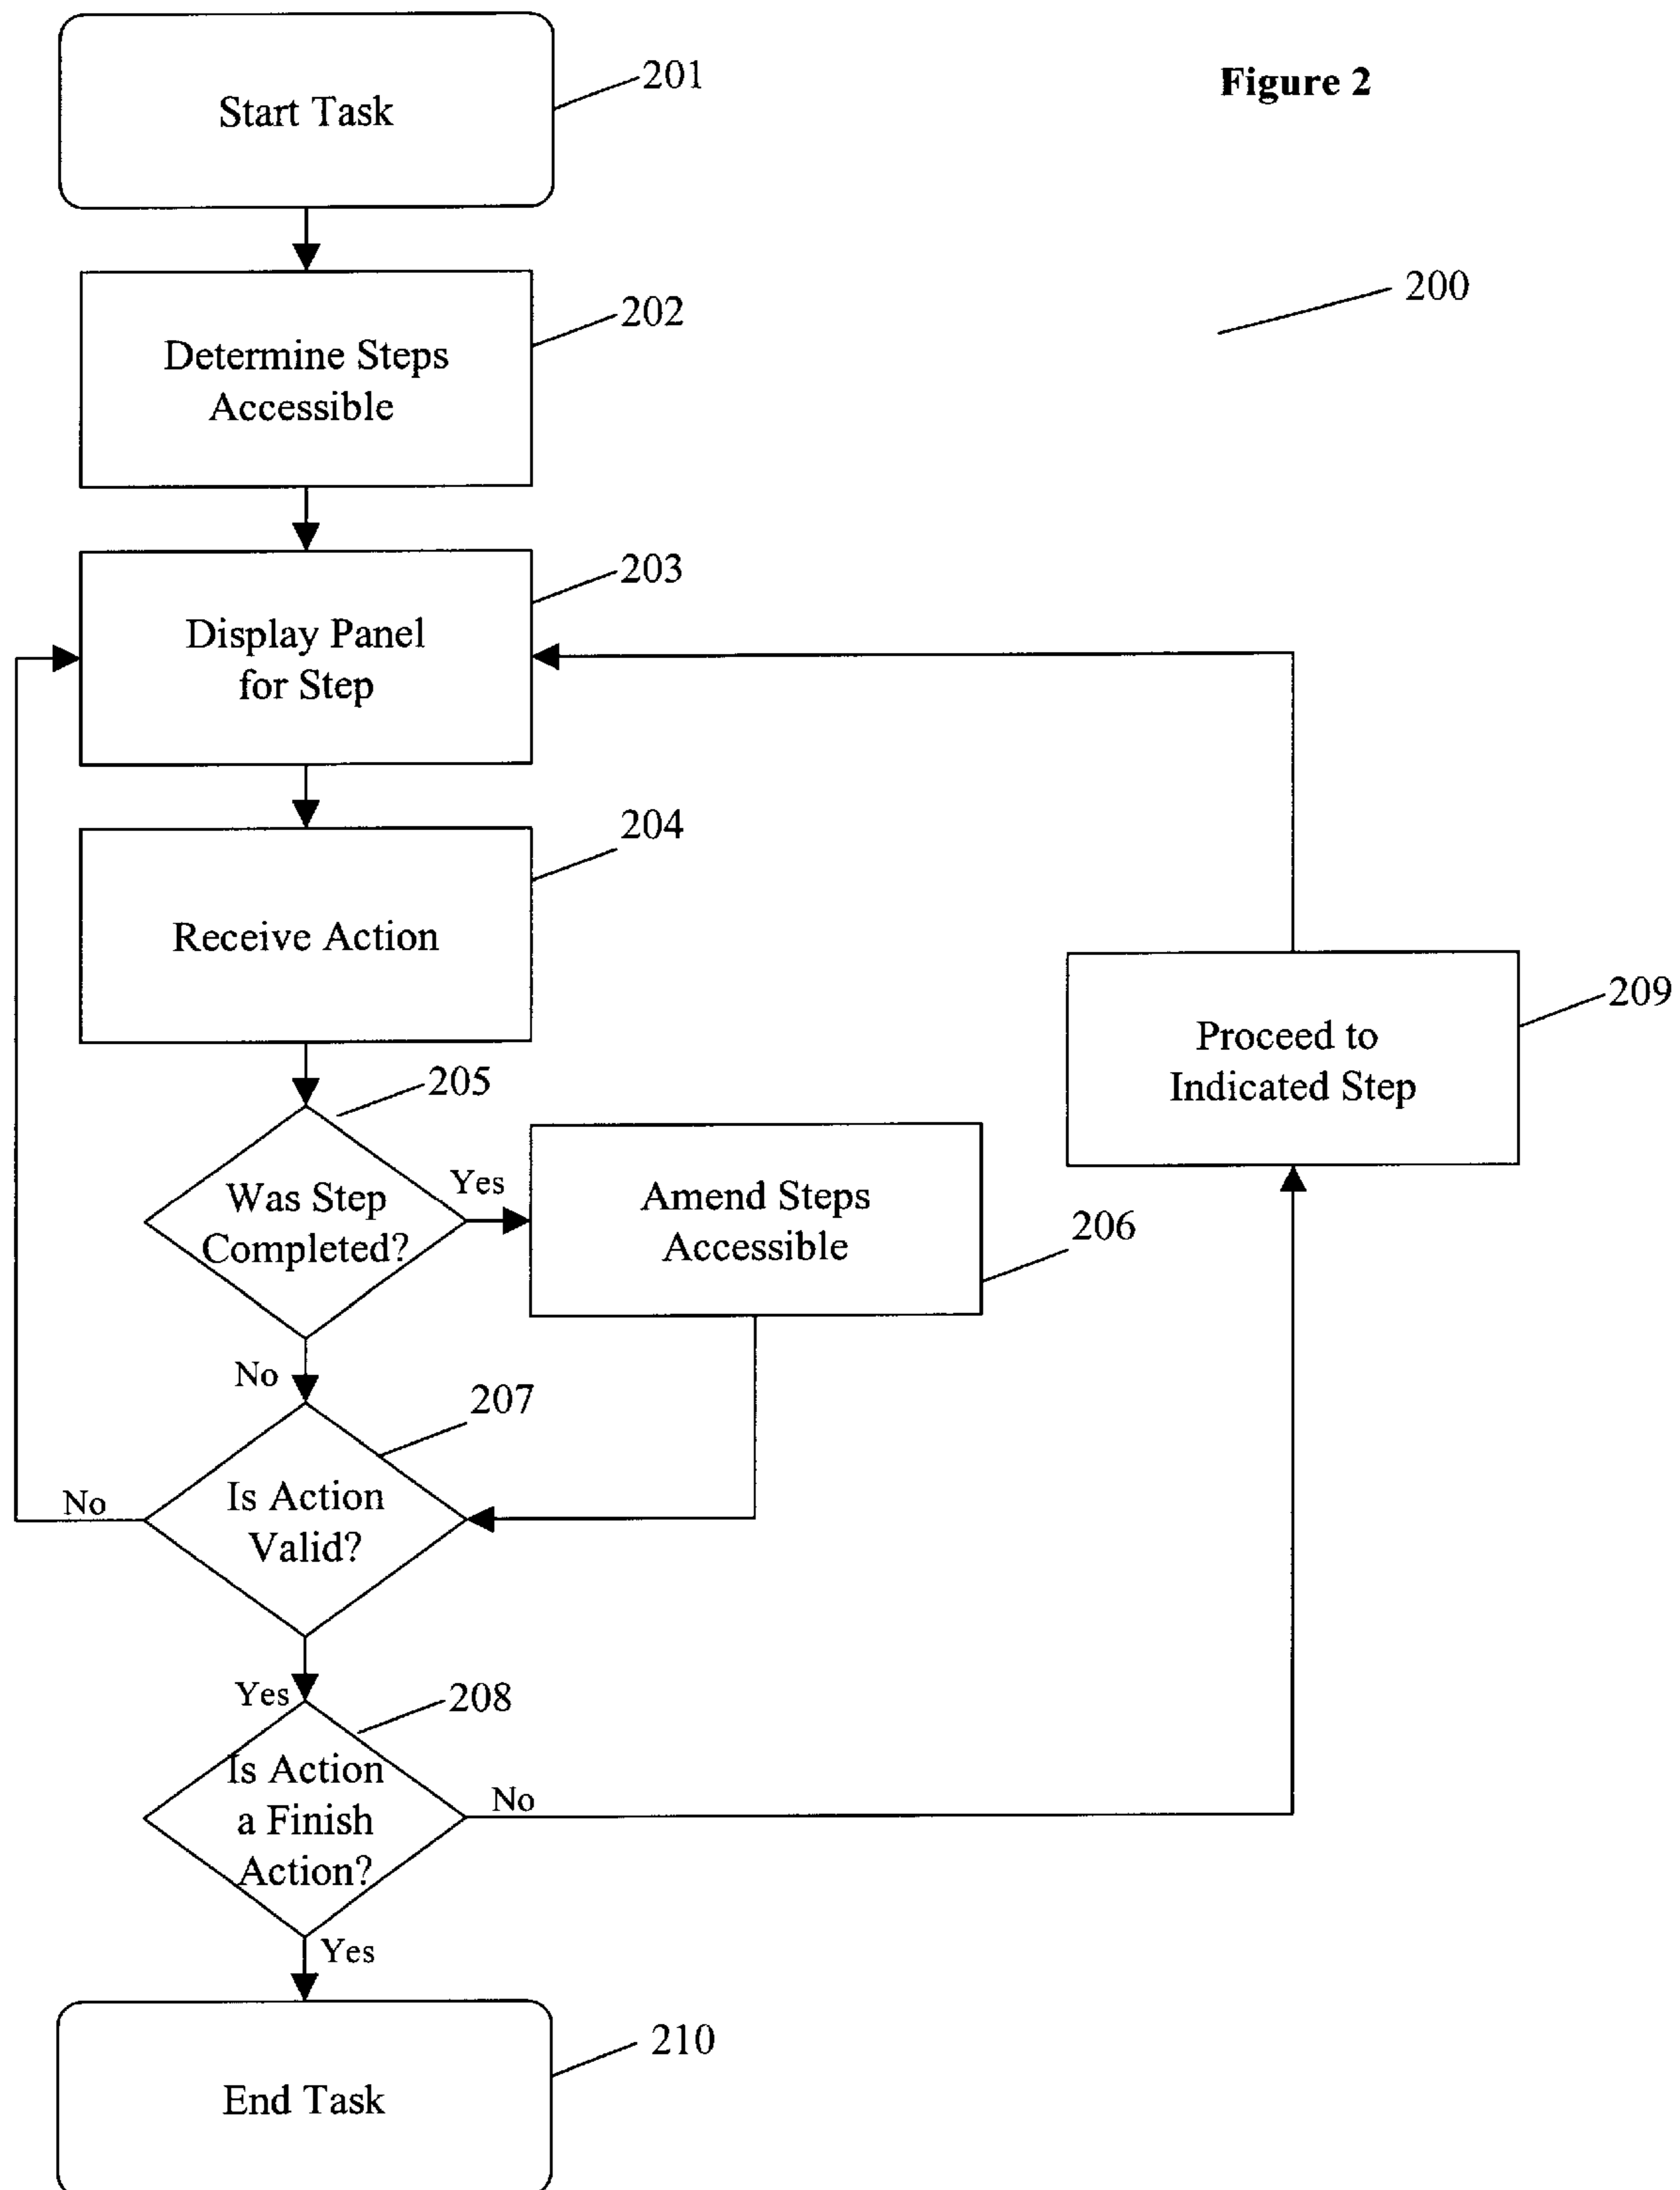 Figure 2
200
Start Task
201
Determine Steps
Accessible
202
Display Panel
for Step
203
Receive Action
204
Was Step
Completed?
205
Yes
No
Amend Steps
Accessible
206
Is Action
Valid?
207
No
Yes
Is Action
a Finish
Action?
208
No
Yes
Proceed to
Indicated Step
209
End Task
210